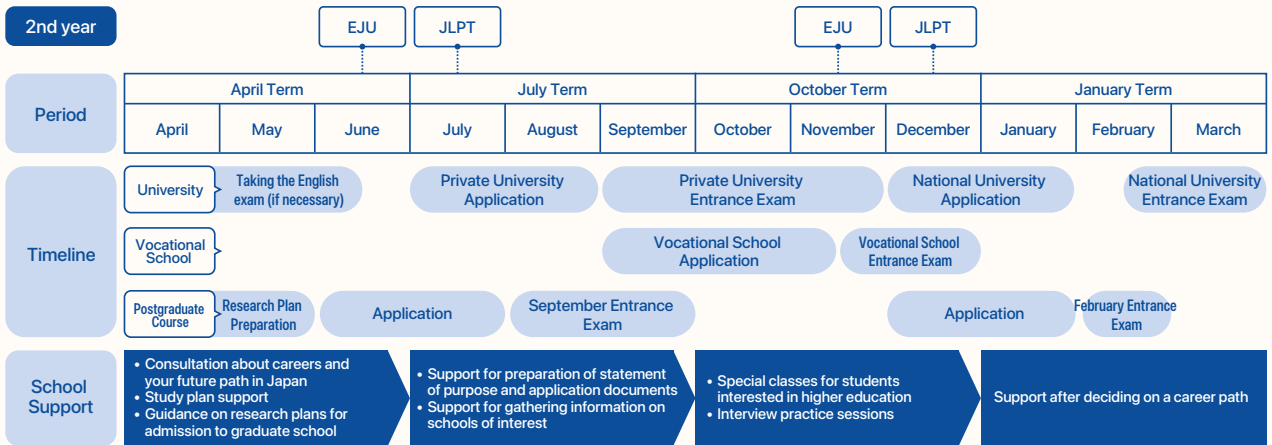 2nd year
EJU
JLPT
EJU
JLPT
Period
April Term
July Term
October Term
January Term
April
May
June
July
August
September
October
November
December
January
February
March
Timeline
University
Taking the English
exam (if necessary)
Private University
Application
Private University
Entrance Exam
National University
Application
National University
Entrance Exam
Vocational
School
Vocational School
Application
Vocational School
Entrance Exam
Postgraduate
Course
Research Plan
Preparation
Application
September Entrance
Exam
Application
February Entrance
Exam
School
Support
• Consultation about careers and
your future path in Japan
• Study plan support
• Guidance on research plans for
admission to graduate school
• Support for preparation of statement
of purpose and application documents
• Support for gathering information on
schools of interest
• Special classes for students
interested in higher education
• Interview practice sessions
Support after deciding on a career path